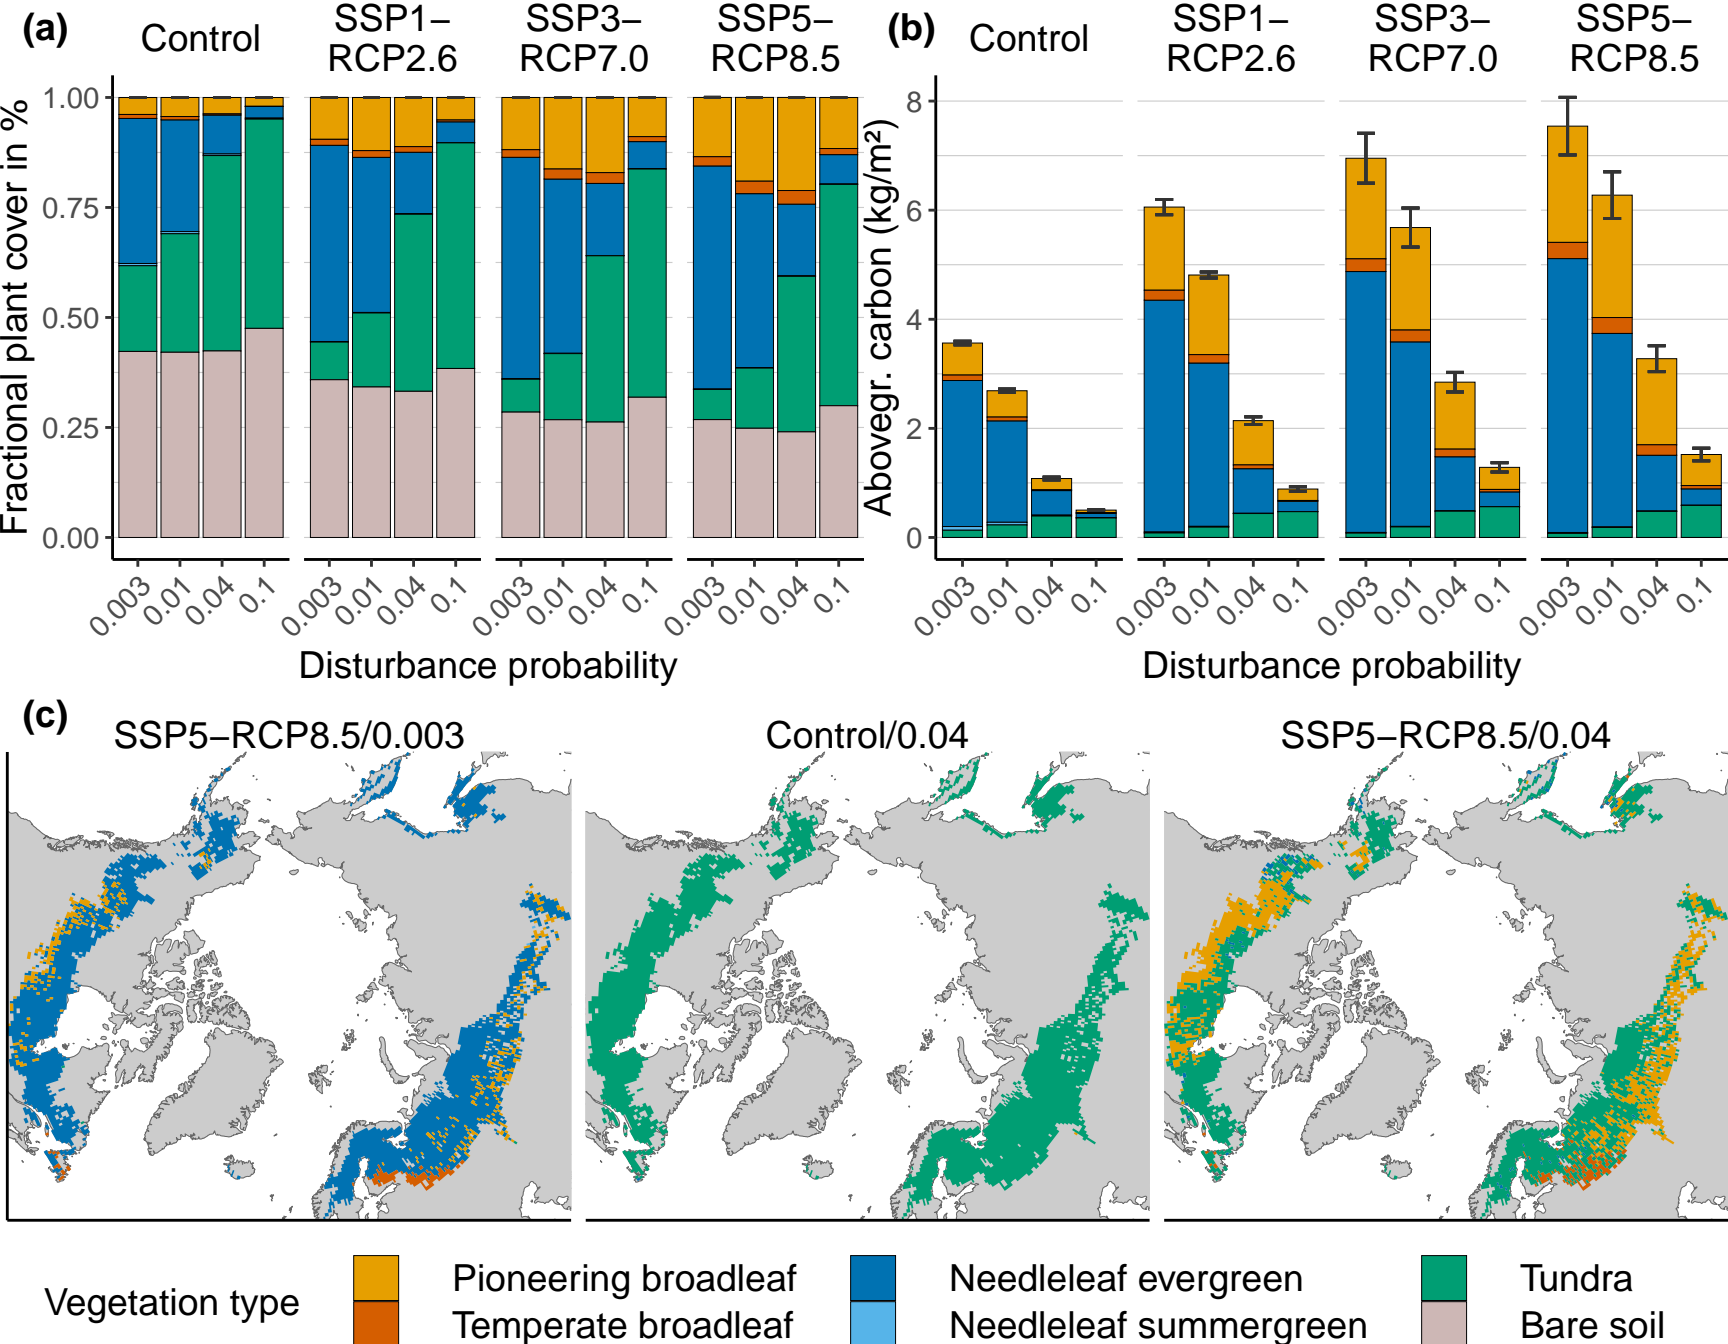 (a)
Control
SSP1–
RCP2.6
SSP3–
RCP7.0
SSP5–
RCP8.5
Fractional plant cover in %
1.00
0.75
0.50
0.25
0.00
0.003
0.01
0.04
0.1
0.003
0.01
0.04
0.1
0.003
0.01
0.04
0.1
0.003
0.01
0.04
0.1
Disturbance probability
(b)
Control
SSP1–
RCP2.6
SSP3–
RCP7.0
SSP5–
RCP8.5
Abovegr. carbon (kg/m²)
8
6
4
2
0
0.003
0.01
0.04
0.1
0.003
0.01
0.04
0.1
0.003
0.01
0.04
0.1
0.003
0.01
0.04
0.1
Disturbance probability
(c)
SSP5–RCP8.5/0.003
Control/0.04
SSP5–RCP8.5/0.04
Vegetation type
Pioneering broadleaf
Temperate broadleaf
Needleleaf evergreen
Needleleaf summergreen
Tundra
Bare soil